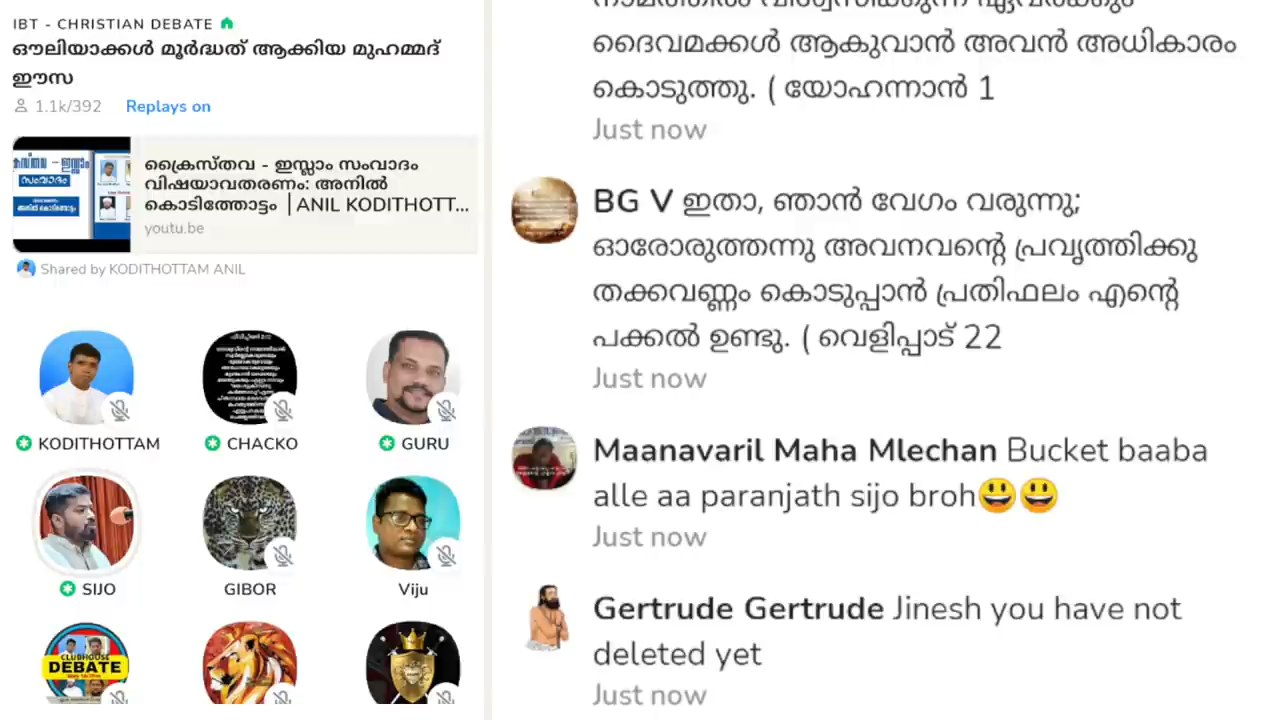 IBT - CHRISTIAN DEBATE
ഔലിയാക്കൾ മൂർദ്ധത് ആക്കിയ മുഹമ്മദ്
ഈസ
1.1k/392 Replays on
ക്രൈസ്തവ - ഇസ്ലാം സംവാദം
വിഷയാവതരണം: അനിൽ
കൊടിത്തോട്ടം |ANIL KODITHOTT...
youtu.be
സംവാദം
Shared by KODITHOTTAM ANIL
KODITHOTTAM
CHACKO
GURU
SIJO
GIBOR
Viju
CLUBHOUSE
DEBATE
നാമത്തിൽ വിശ്വസിക്കുന്ന ഏവർക്കും
ദൈവമക്കൾ ആകുവാൻ അവൻ അധികാരം
കൊടുത്തു. ( യോഹന്നാൻ 1
Just now
BG V ഇതാ, ഞാൻ വേഗം വരുന്നു;
ഓരോരുത്തന്നു അവനവന്റെ പ്രവൃത്തിക്കു
തക്കവണ്ണം കൊടുപ്പാൻ പ്രതിഫലം എന്റെ
പക്കൽ ഉണ്ടു. ( വെളിപ്പാട് 22
Just now
Maanavaril Maha Mlechan Bucket baaba
alle aa paranjath sijo broh😃😃
Just now
Gertrude Gertrude Jinesh you have not
deleted yet
Just now